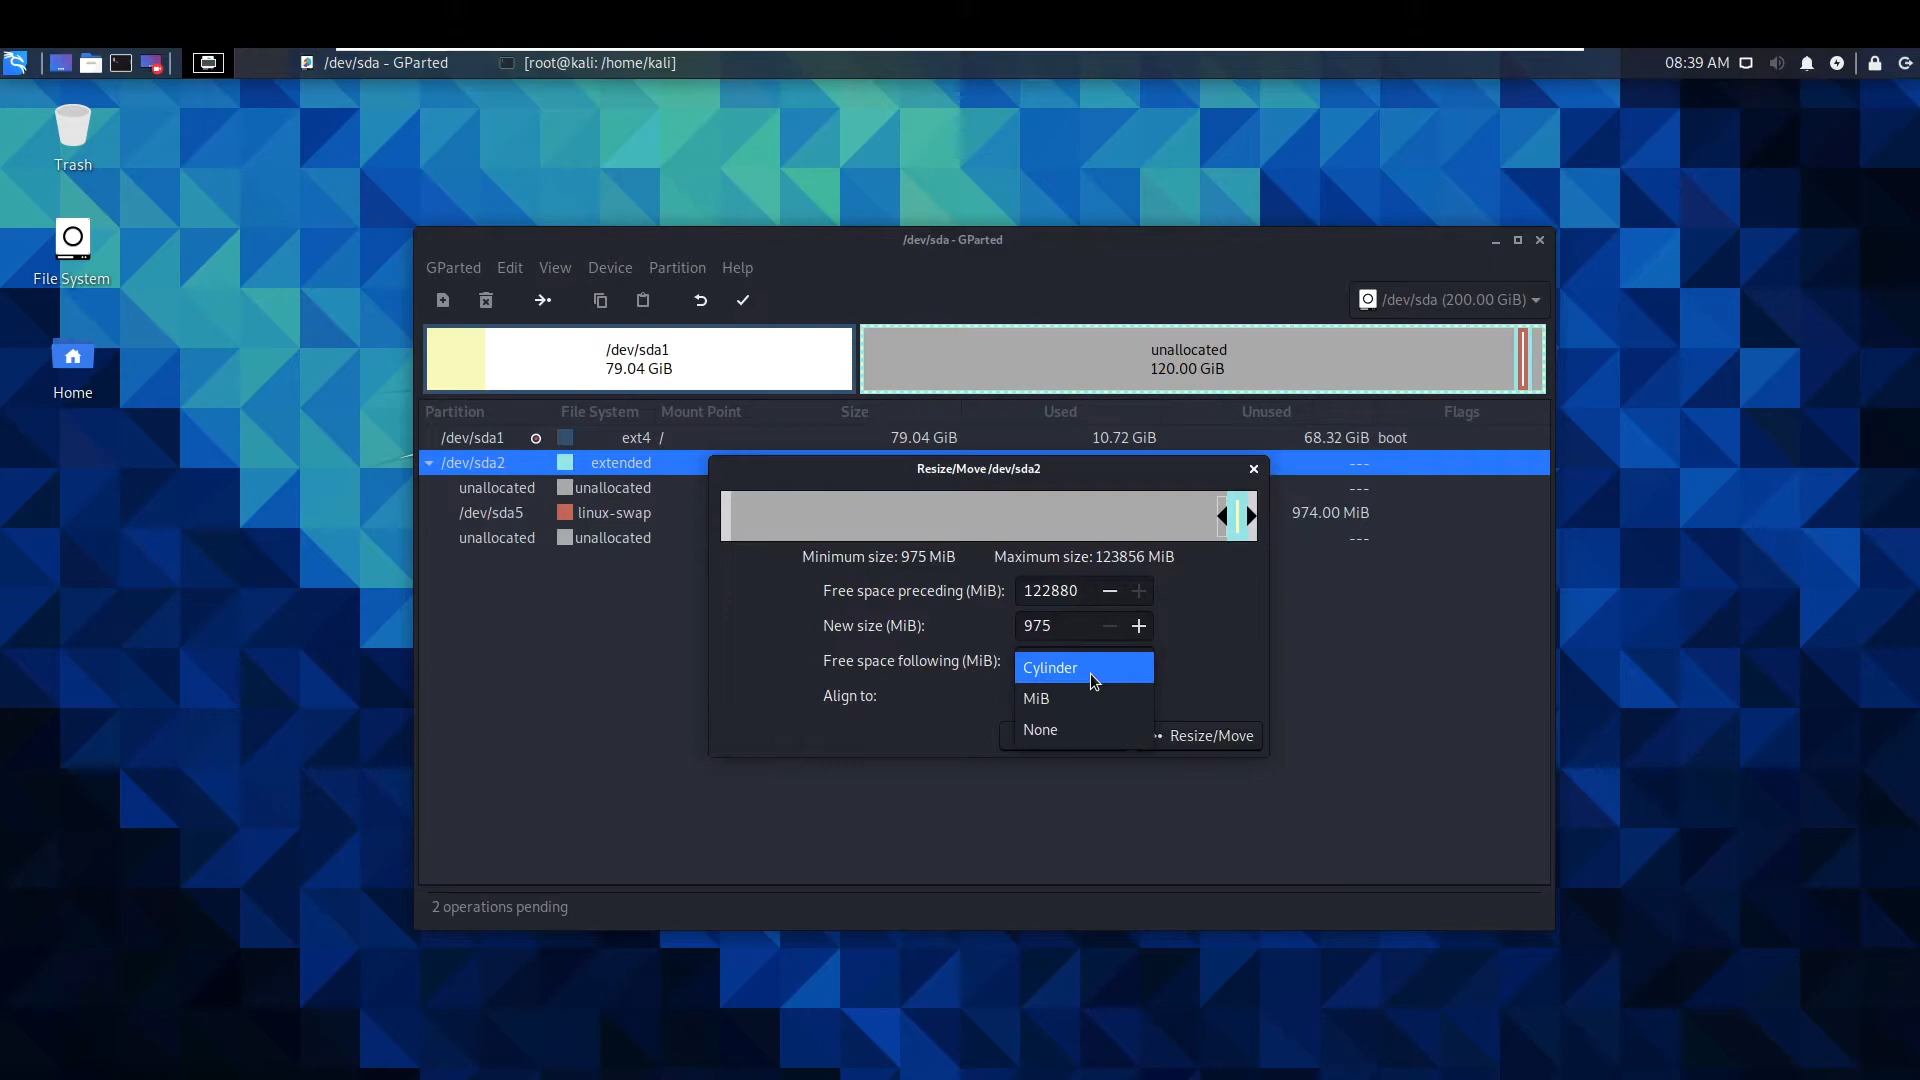 /dev/sda - GParted
[root@kali: /home/kali]
08:39 AM
Trash
File System
Home
/dev/sda - GParted
GParted Edit View Device Partition Help
/dev/sda (200.00 GiB)
/dev/sda1
79.04 GiB
unallocated
120.00 GiB
Partition File System Mount Point Size Used Unused Flags
/dev/sda1 ext4 / 79.04 GiB 10.72 GiB 68.32 GiB boot
/dev/sda2 extended ---
unallocated unallocated ---
/dev/sda5 linux-swap 974.00 MiB
unallocated unallocated ---
Resize/Move /dev/sda2
Minimum size: 975 MiB Maximum size: 123856 MiB
Free space preceding (MiB): 122880
New size (MiB): 975
Free space following (MiB):
Align to:
Cylinder
MiB
None
Resize/Move
2 operations pending